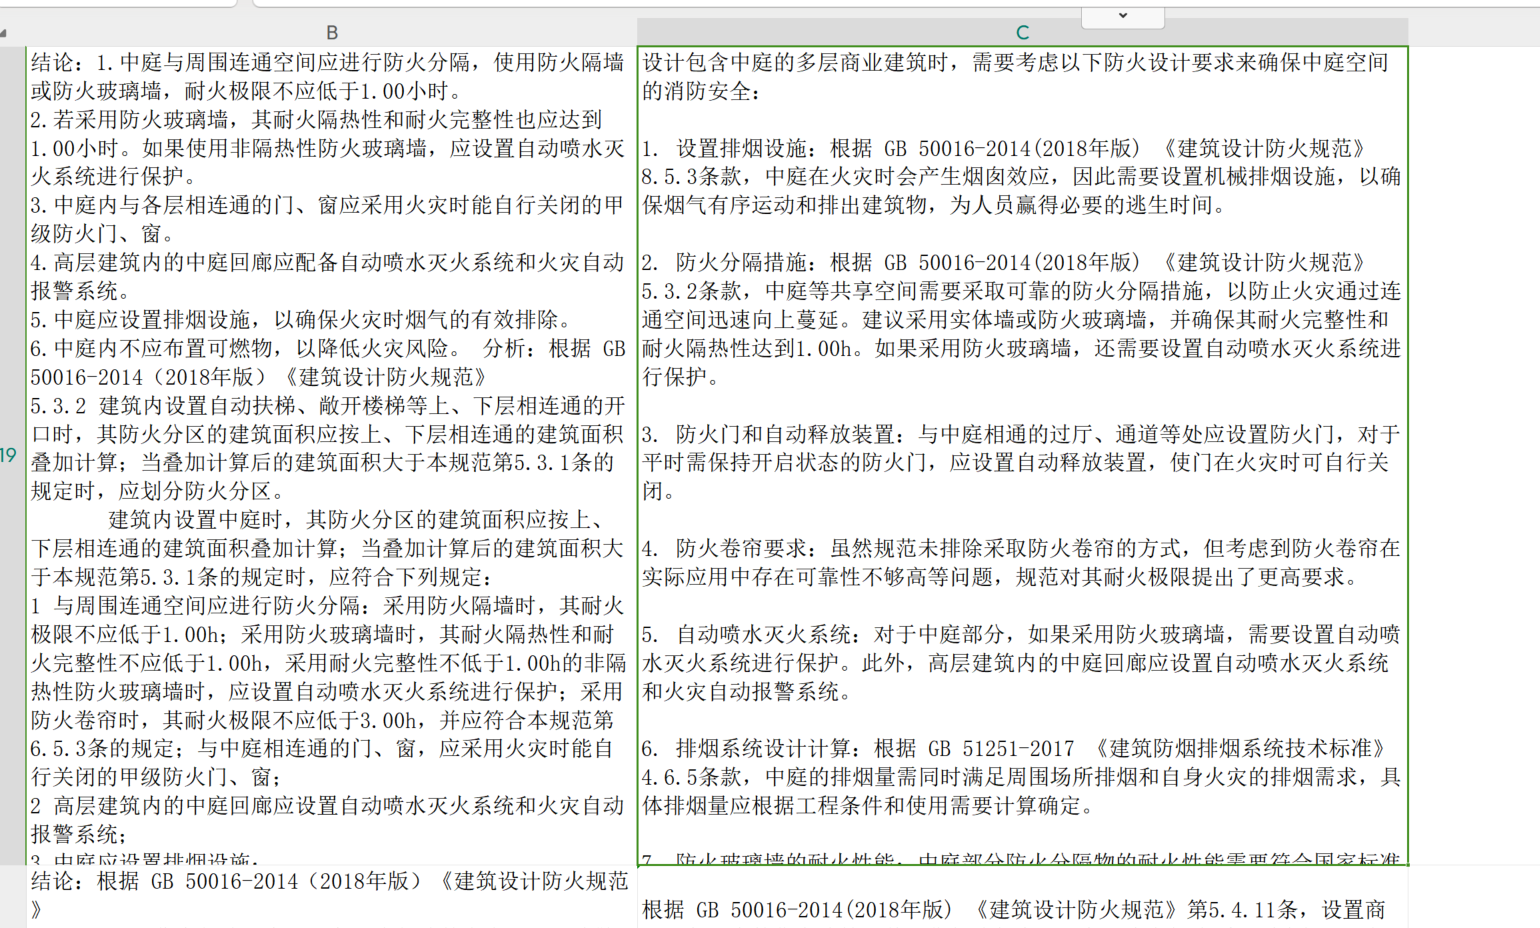 B
C
19
结论：1.中庭与周围连通空间应进行防火分隔，使用防火隔墙
或防火玻璃墙，耐火极限不应低于1.00小时。
2.若采用防火玻璃墙，其耐火隔热性和耐火完整性也应达到
1.00小时。如果使用非隔热性防火玻璃墙，应设置自动喷水灭
火系统进行保护。
3.中庭内与各层相连通的门、窗应采用火灾时能自行关闭的甲
级防火门、窗。
4.高层建筑内的中庭回廊应配备自动喷水灭火系统和火灾自动
报警系统。
5.中庭应设置排烟设施，以确保火灾时烟气的有效排除。
6.中庭内不应布置可燃物，以降低火灾风险。 分析：根据 GB
50016-2014（2018年版）《建筑设计防火规范》
5.3.2 建筑内设置自动扶梯、敞开楼梯等上、下层相连通的开
口时，其防火分区的建筑面积应按上、下层相连通的建筑面积
叠加计算；当叠加计算后的建筑面积大于本规范第5.3.1条的
规定时，应划分防火分区。
建筑内设置中庭时，其防火分区的建筑面积应按上、
下层相连通的建筑面积叠加计算；当叠加计算后的建筑面积大
于本规范第5.3.1条的规定时，应符合下列规定：
1 与周围连通空间应进行防火分隔：采用防火隔墙时，其耐火
极限不应低于1.00h；采用防火玻璃墙时，其耐火隔热性和耐
火完整性不应低于1.00h，采用耐火完整性不低于1.00h的非隔
热性防火玻璃墙时，应设置自动喷水灭火系统进行保护；采用
防火卷帘时，其耐火极限不应低于3.00h，并应符合本规范第
6.5.3条的规定；与中庭相连通的门、窗，应采用火灾时能自
行关闭的甲级防火门、窗；
2 高层建筑内的中庭回廊应设置自动喷水灭火系统和火灾自动
报警系统；
3 中庭应设置排烟设施；
结论：根据 GB 50016-2014（2018年版）《建筑设计防火规范
》
设计包含中庭的多层商业建筑时，需要考虑以下防火设计要求来确保中庭空间
的消防安全：
1. 设置排烟设施：根据 GB 50016-2014(2018年版) 《建筑设计防火规范》
8.5.3条款，中庭在火灾时会产生烟囱效应，因此需要设置机械排烟设施，以确
保烟气有序运动和排出建筑物，为人员赢得必要的逃生时间。
2. 防火分隔措施：根据 GB 50016-2014(2018年版) 《建筑设计防火规范》
5.3.2条款，中庭等共享空间需要采取可靠的防火分隔措施，以防止火灾通过连
通空间迅速向上蔓延。建议采用实体墙或防火玻璃墙，并确保其耐火完整性和
耐火隔热性达到1.00h。如果采用防火玻璃墙，还需要设置自动喷水灭火系统进
行保护。
3. 防火门和自动释放装置：与中庭相通的过厅、通道等处应设置防火门，对于
平时需保持开启状态的防火门，应设置自动释放装置，使门在火灾时可自行关
闭。
4. 防火卷帘要求：虽然规范未排除采取防火卷帘的方式，但考虑到防火卷帘在
实际应用中存在可靠性不够高等问题，规范对其耐火极限提出了更高要求。
5. 自动喷水灭火系统：对于中庭部分，如果采用防火玻璃墙，需要设置自动喷
水灭火系统进行保护。此外，高层建筑内的中庭回廊应设置自动喷水灭火系统
和火灾自动报警系统。
6. 排烟系统设计计算：根据 GB 51251-2017 《建筑防烟排烟系统技术标准》
4.6.5条款，中庭的排烟量需同时满足周围场所排烟和自身火灾的排烟需求，具
体排烟量应根据工程条件和使用需要计算确定。
7. 防火玻璃墙的耐火性能：中庭部分防火分隔物的耐火性能需要符合国家标准
根据 GB 50016-2014(2018年版) 《建筑设计防火规范》第5.4.11条，设置商